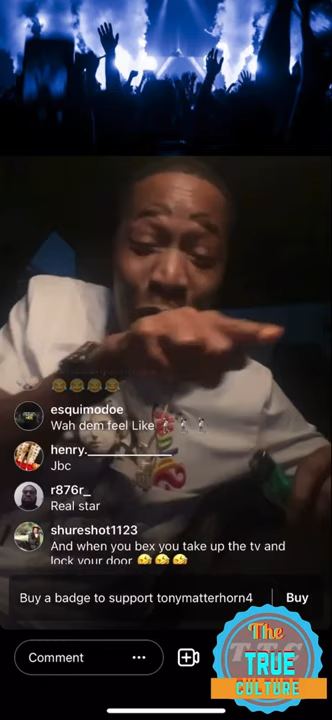 😂😂😂😂
esquimodoe
Wah dem feel Like
henry.__________________
Jbc
r876r_
Real star
shureshot1123
And when you bex you take up the tv and
lock your door 🤣🤣🤣
Buy a badge to support tonymatterhorn4
Buy
Comment
The
TRUE
CULTURE